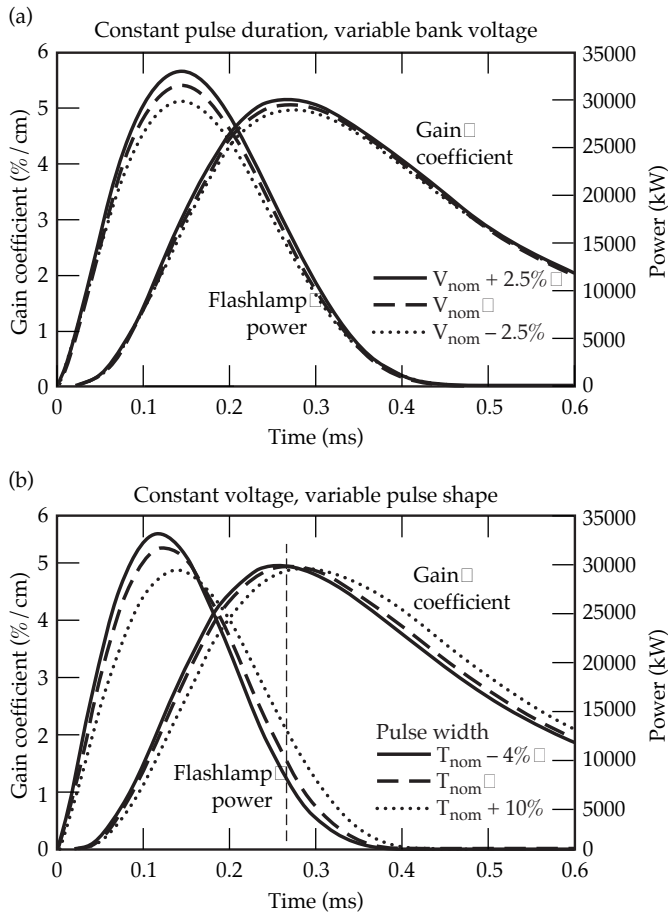 (a)
Constant pulse duration, variable bank voltage
Gain coefficient (%/cm)
6
5
4
3
2
1
0
35000
30000
25000
20000
15000
10000
5000
0
Power (kW)
Gain
coefficient
Flashlamp
power
V_nom + 2.5%
V_nom
V_nom − 2.5%
0 0.1 0.2 0.3 0.4 0.5 0.6
Time (ms)
(b)
Constant voltage, variable pulse shape
Gain coefficient (%/cm)
6
5
4
3
2
1
0
35000
30000
25000
20000
15000
10000
5000
0
Power (kW)
Gain
coefficient
Pulse width
Flashlamp
power
T_nom − 4%
T_nom
T_nom + 10%
0 0.1 0.2 0.3 0.4 0.5 0.6
Time (ms)